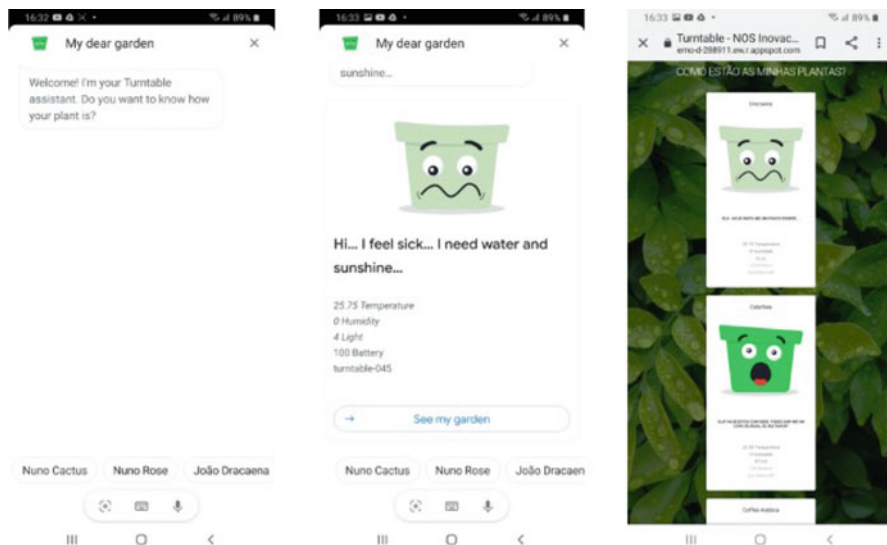 16:32
89%
My dear garden
Welcome! I'm your Turntable
assistant. Do you want to know how
your plant is?
Nuno Cactus
Nuno Rose
João Dracaena
16:33
89%
My dear garden
sunshine...
Hi... I feel sick... I need water and
sunshine...
25.75 Temperature
0 Humidity
4 Light
100 Battery
turntable-045
See my garden
Nuno Cactus
Nuno Rose
João Dracaen
16:33
89%
Turntable - NOS Inovac...
COMO ESTÃO AS MINHAS PLANTAS?
Dracaena
Coffea Arabica